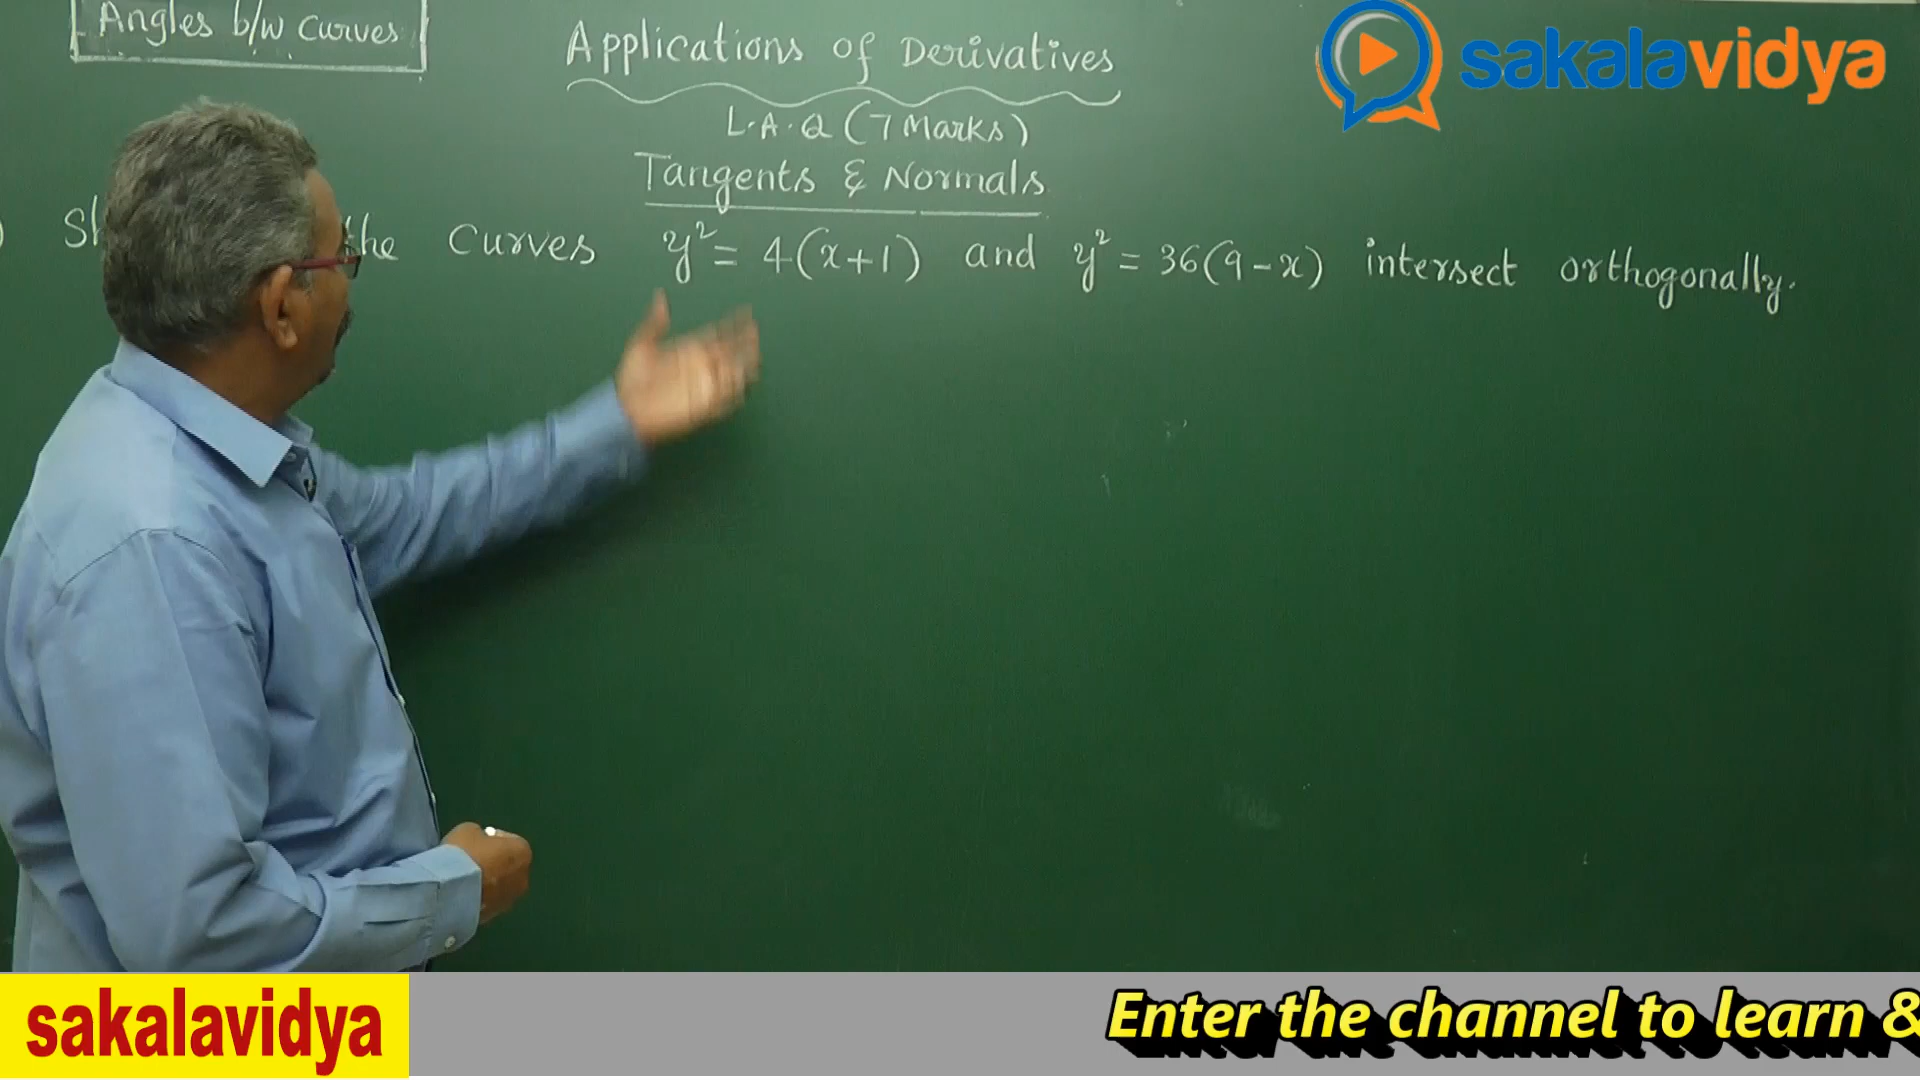 Angles b/w Curves
Applications of Derivatives
sakalavidya
L.A.Q (7 Marks)
Tangents & Normals
the Curves y² = 4(x+1) and y² = 36(9-x) intersect orthogonally.
sakalavidya
Enter the channel to learn &